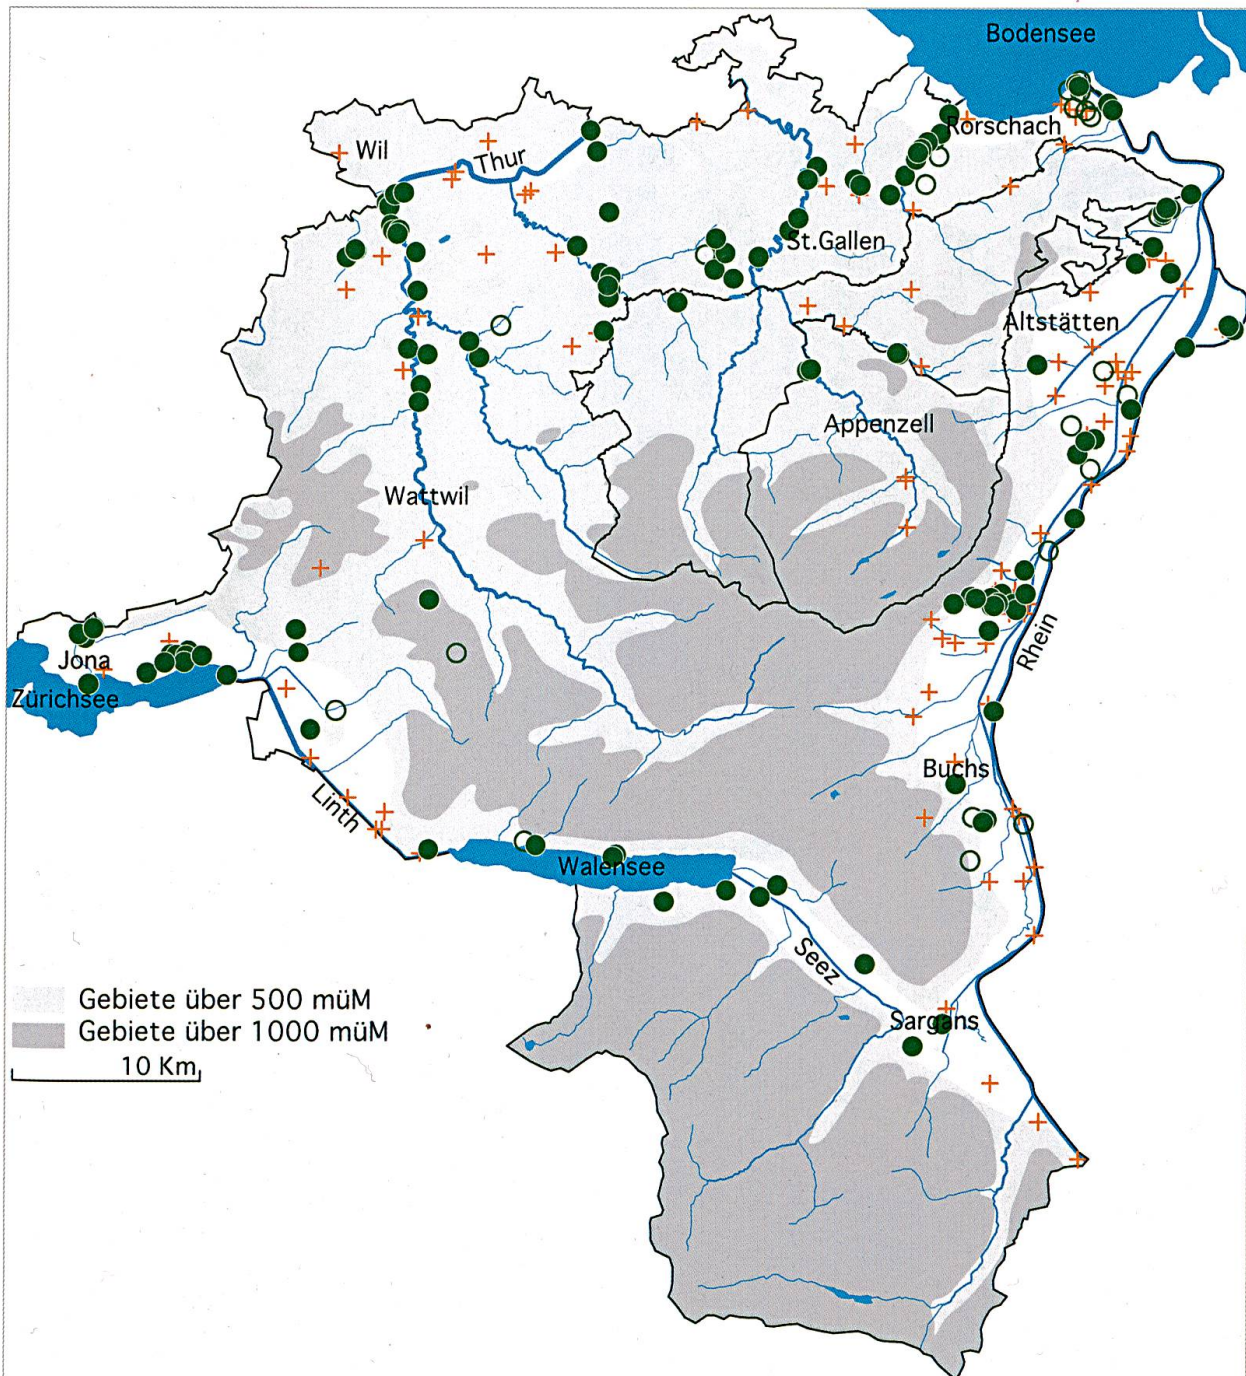 Bodensee
Rorschach
Wil
Thur
St.Gallen
Altstätten
Appenzell
Wattwil
Rhein
Jona
Zürichsee
Buchs
Linth
Walensee
Seez
Sargans
Gebiete über 500 müM
Gebiete über 1000 müM
10 Km